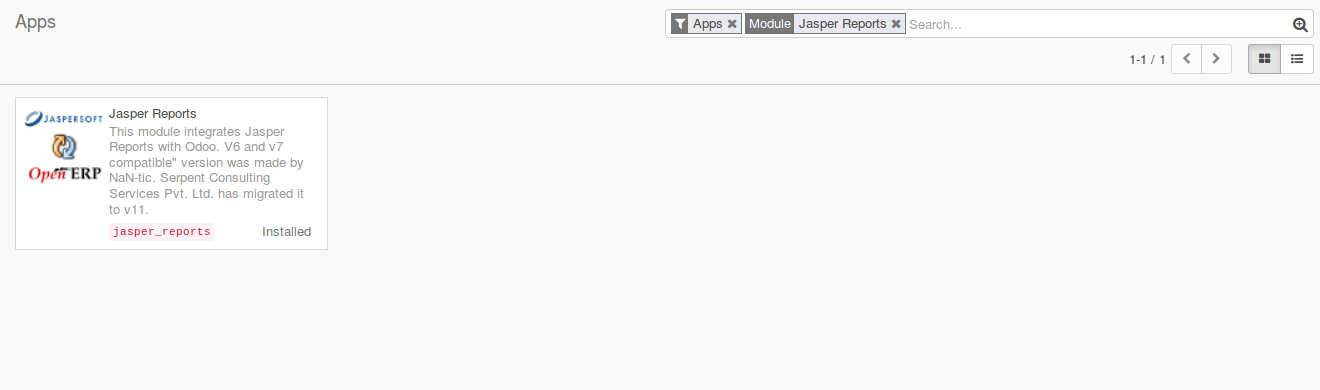 Apps
Apps
Module Jasper Reports Search...
1-1 / 1
JASPERSOFT
Open ERP
Jasper Reports
This module integrates Jasper
Reports with Odoo. V6 and v7
compatible" version was made by
NaN-tic. Serpent Consulting
Services Pvt. Ltd. has migrated it
to v11.
jasper_reports
Installed